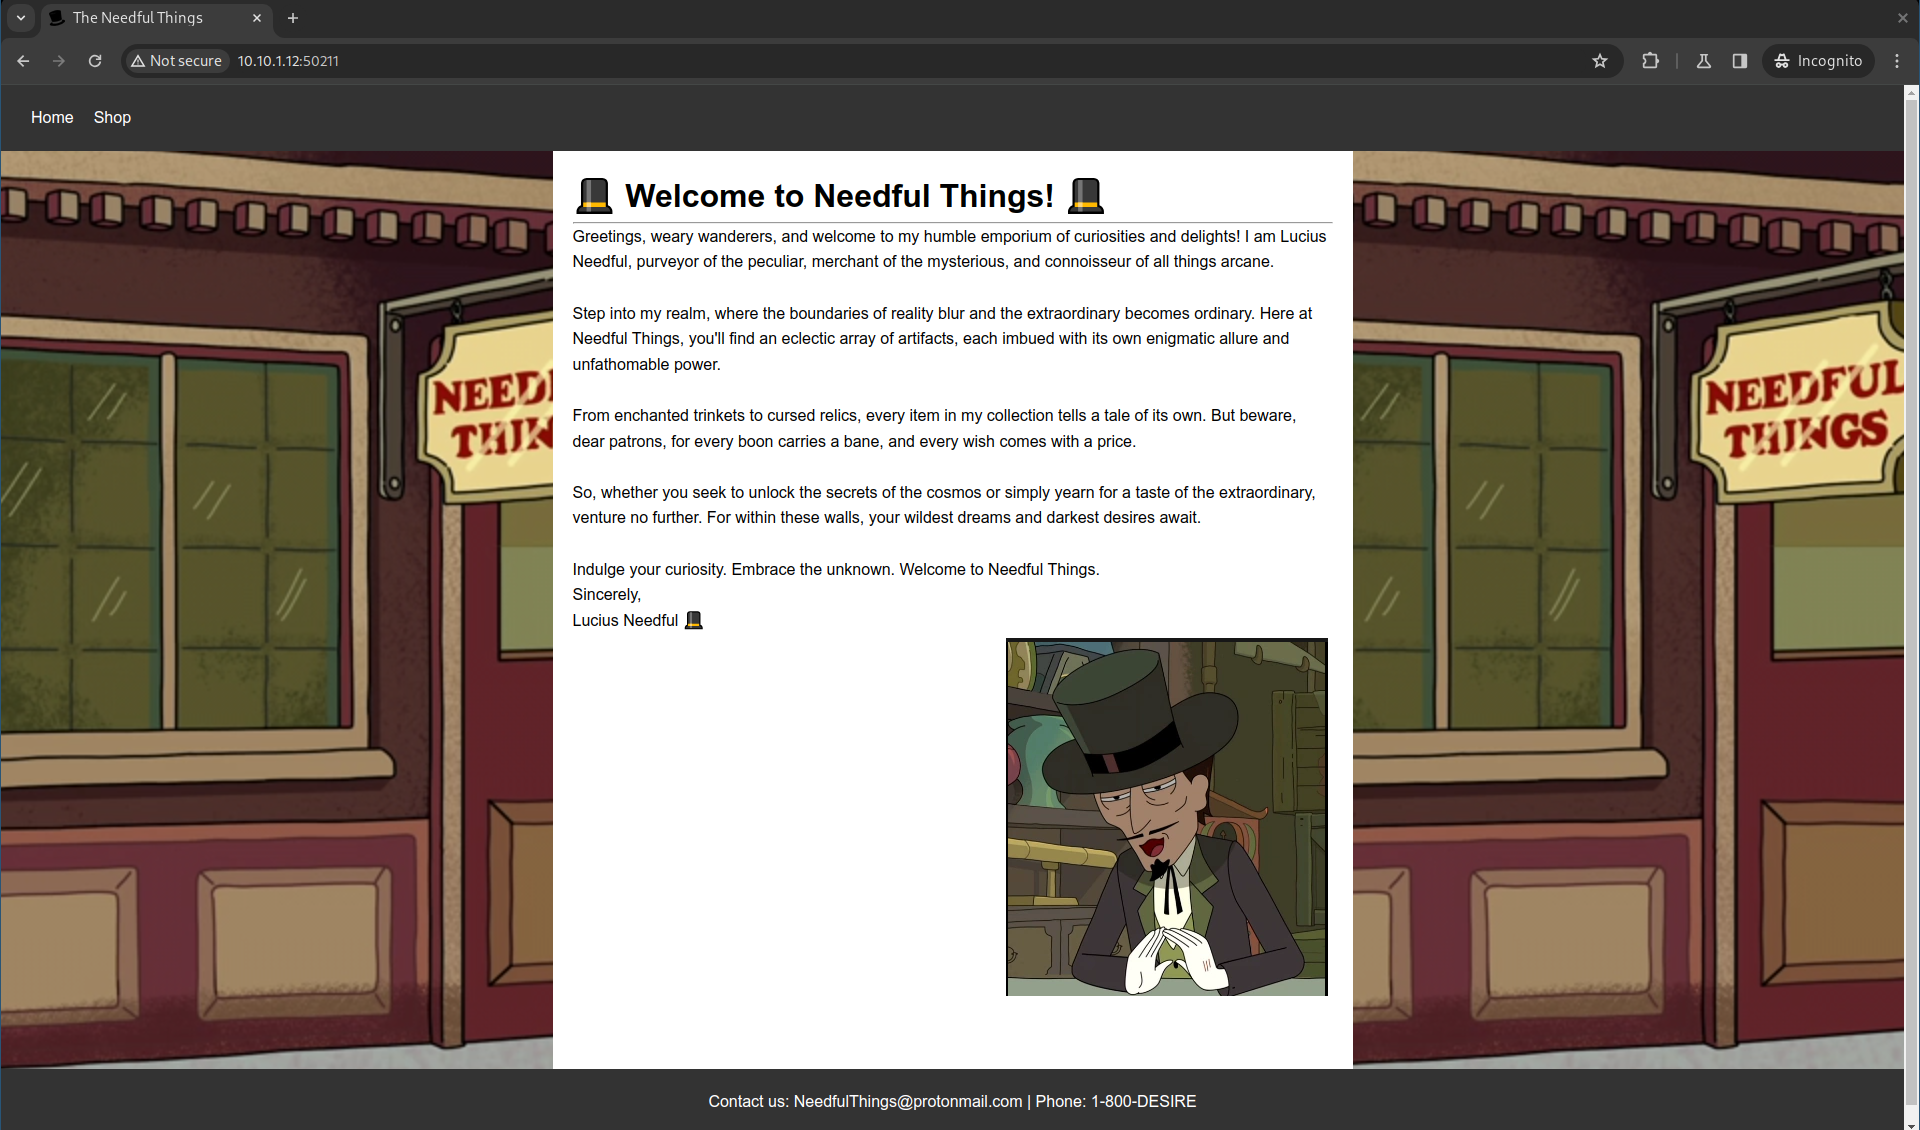 The Needful Things
Not secure 10.10.1.12:50211
Incognito
Home Shop
Welcome to Needful Things!
Greetings, weary wanderers, and welcome to my humble emporium of curiosities and delights! I am Lucius
Needful, purveyor of the peculiar, merchant of the mysterious, and connoisseur of all things arcane.
Step into my realm, where the boundaries of reality blur and the extraordinary becomes ordinary. Here at
Needful Things, you'll find an eclectic array of artifacts, each imbued with its own enigmatic allure and
unfathomable power.
From enchanted trinkets to cursed relics, every item in my collection tells a tale of its own. But beware,
dear patrons, for every boon carries a bane, and every wish comes with a price.
So, whether you seek to unlock the secrets of the cosmos or simply yearn for a taste of the extraordinary,
venture no further. For within these walls, your wildest dreams and darkest desires await.
Indulge your curiosity. Embrace the unknown. Welcome to Needful Things.
Sincerely,
Lucius Needful
NEEDFUL
THINGS
Contact us: NeedfulThings@protonmail.com | Phone: 1-800-DESIRE